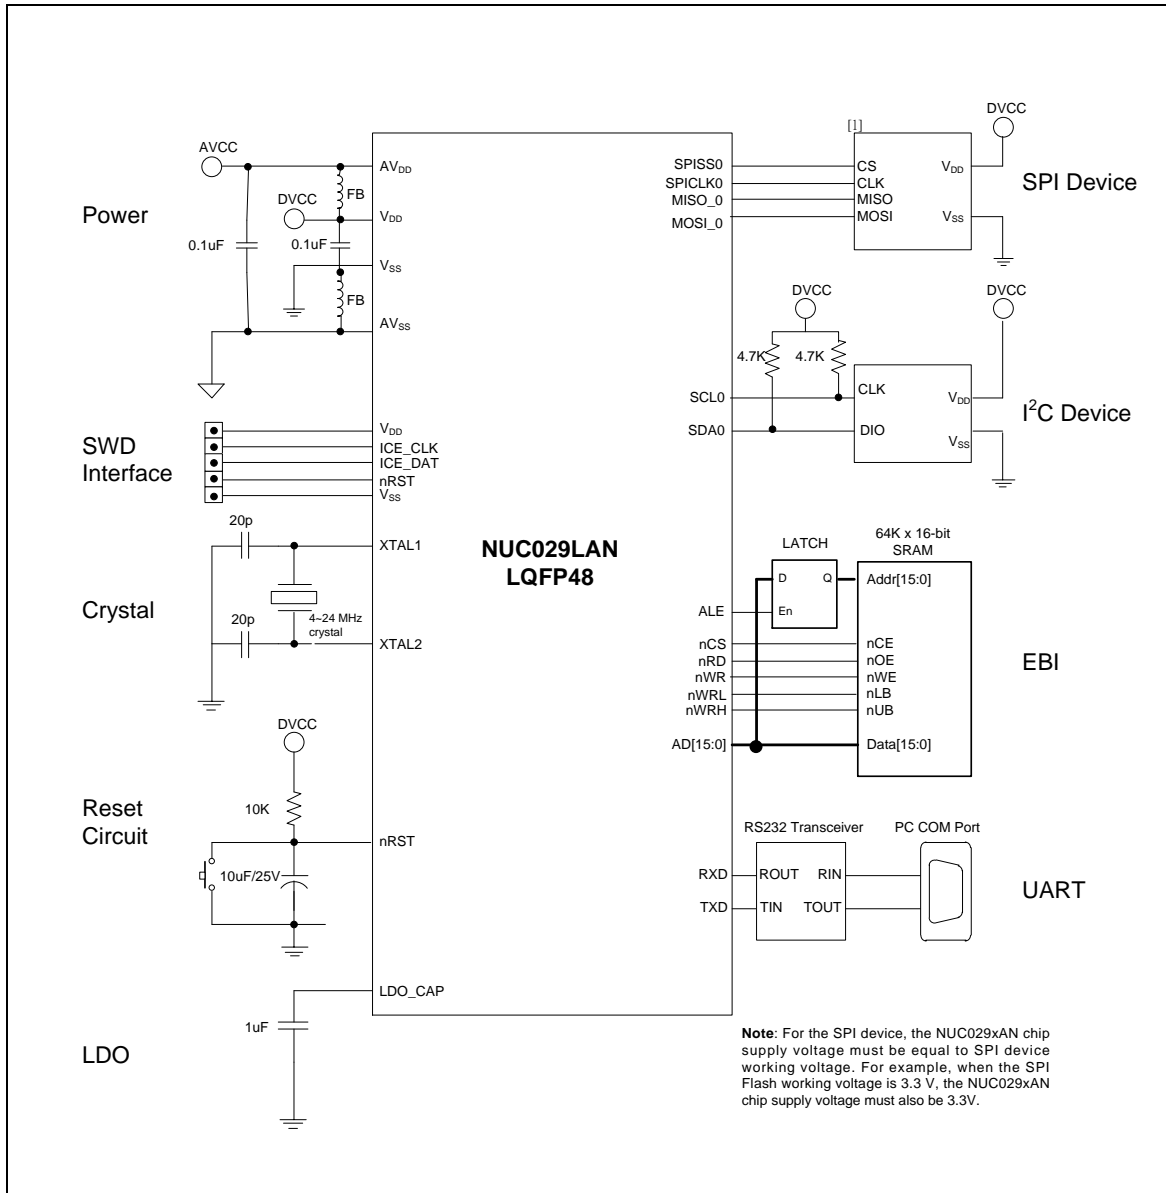 Power
AVCC
DVCC
FB
0.1uF
0.1uF
FB
AVDD
VDD
VSS
AVSS
SWD
Interface
VDD
ICE_CLK
ICE_DAT
nRST
VSS
Crystal
20p
20p
4~24 MHz
crystal
XTAL1
XTAL2
Reset
Circuit
DVCC
10K
10uF/25V
nRST
LDO
1uF
LDO_CAP
NUC029LAN
LQFP48
SPISS0
SPICLK0
MISO_0
MOSI_0
[1]
CS
CLK
MISO
MOSI
VDD
VSS
DVCC
SPI Device
DVCC
4.7K
4.7K
SCL0
SDA0
CLK
DIO
VDD
VSS
DVCC
I2C Device
LATCH
D
Q
En
64K x 16-bit
SRAM
Addr[15:0]
ALE
nCS
nRD
nWR
nWRL
nWRH
AD[15:0]
nCE
nOE
nWE
nLB
nUB
Data[15:0]
EBI
RS232 Transceiver
PC COM Port
RXD
TXD
ROUT
RIN
TIN
TOUT
UART
Note: For the SPI device, the NUC029xAN chip
supply voltage must be equal to SPI device
working voltage. For example, when the SPI
Flash working voltage is 3.3 V, the NUC029xAN
chip supply voltage must also be 3.3V.